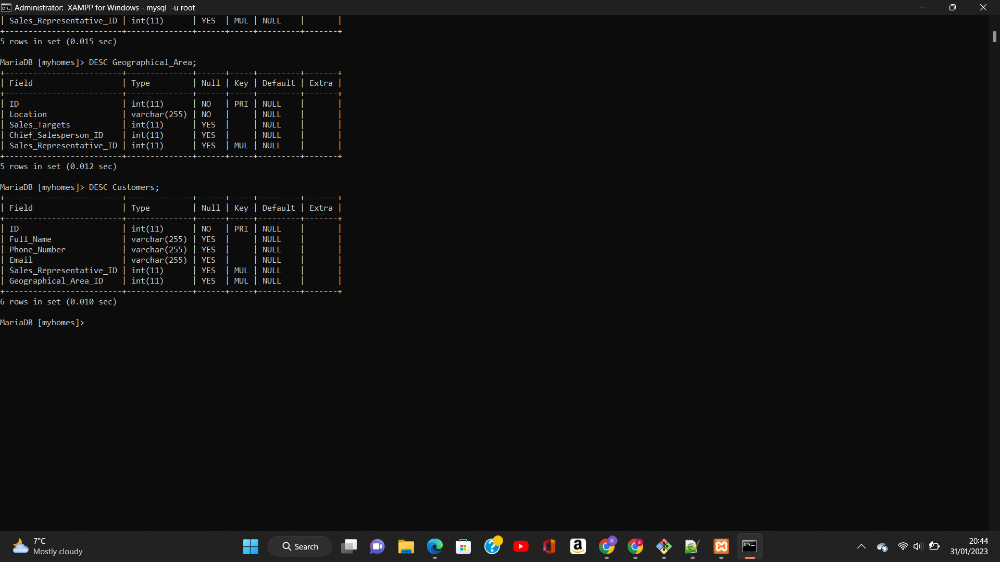 Administrator: XAMPP for Windows - mysql -u root
| Sales_Representative_ID | int(11)      | YES  | MUL | NULL    |       |
+-------------------------+--------------+------+-----+---------+-------+
5 rows in set (0.015 sec)

MariaDB [myhomes]> DESC Geographical_Area;
+-------------------------+--------------+------+-----+---------+-------+
| Field                   | Type         | Null | Key | Default | Extra |
+-------------------------+--------------+------+-----+---------+-------+
| ID                      | int(11)      | NO   | PRI | NULL    |       |
| Location                | varchar(255) | NO   |     | NULL    |       |
| Sales_Targets           | int(11)      | YES  |     | NULL    |       |
| Chief_Salesperson_ID    | int(11)      | YES  |     | NULL    |       |
| Sales_Representative_ID | int(11)      | YES  | MUL | NULL    |       |
+-------------------------+--------------+------+-----+---------+-------+
5 rows in set (0.012 sec)

MariaDB [myhomes]> DESC Customers;
+-------------------------+--------------+------+-----+---------+-------+
| Field                   | Type         | Null | Key | Default | Extra |
+-------------------------+--------------+------+-----+---------+-------+
| ID                      | int(11)      | NO   | PRI | NULL    |       |
| Full_Name               | varchar(255) | YES  |     | NULL    |       |
| Phone_Number            | varchar(255) | YES  |     | NULL    |       |
| Email                   | varchar(255) | YES  |     | NULL    |       |
| Sales_Representative_ID | int(11)      | YES  | MUL | NULL    |       |
| Geographical_Area_ID    | int(11)      | YES  | MUL | NULL    |       |
+-------------------------+--------------+------+-----+---------+-------+
6 rows in set (0.010 sec)

MariaDB [myhomes]>
7°C
Mostly cloudy
Search
K
S
20:44
31/01/2023